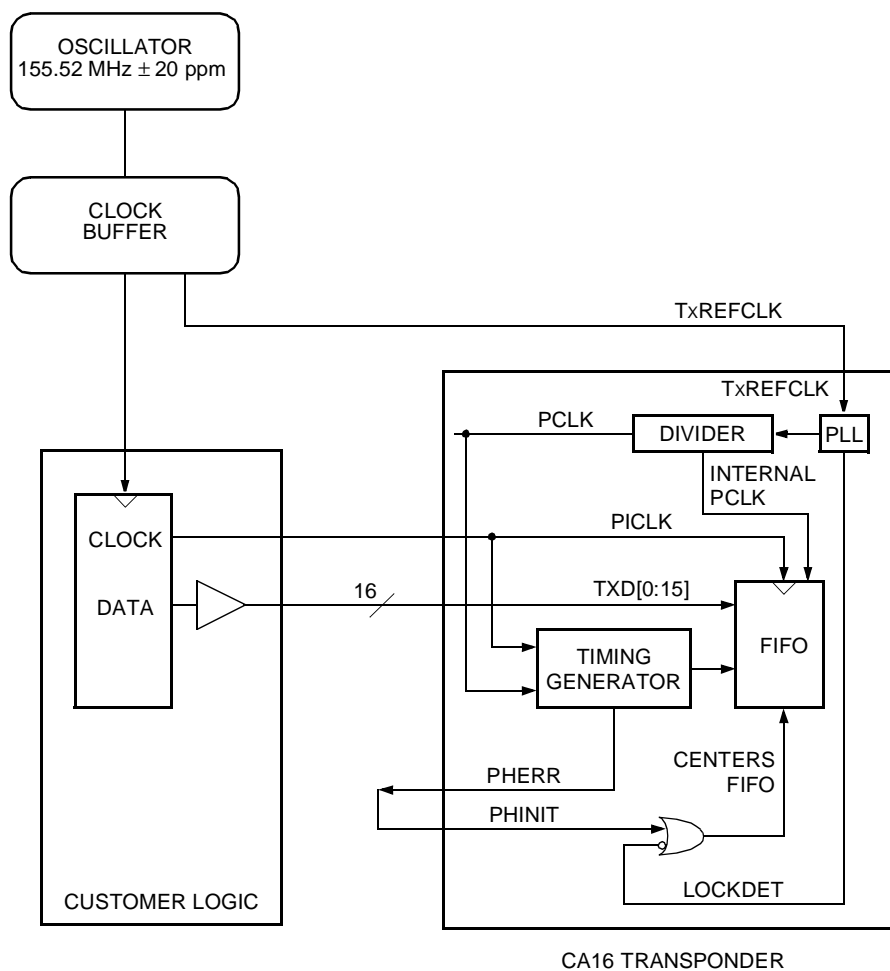 OSCILLATOR
155.52 MHz ± 20 ppm
CLOCK
BUFFER
TxREFCLK
TxREFCLK
PCLK
DIVIDER
PLL
INTERNAL
PCLK
CLOCK
PICLK
DATA
16
TXD[0:15]
FIFO
TIMING
GENERATOR
CENTERS
FIFO
PHERR
PHINIT
LOCKDET
CUSTOMER LOGIC
CA16 TRANSPONDER